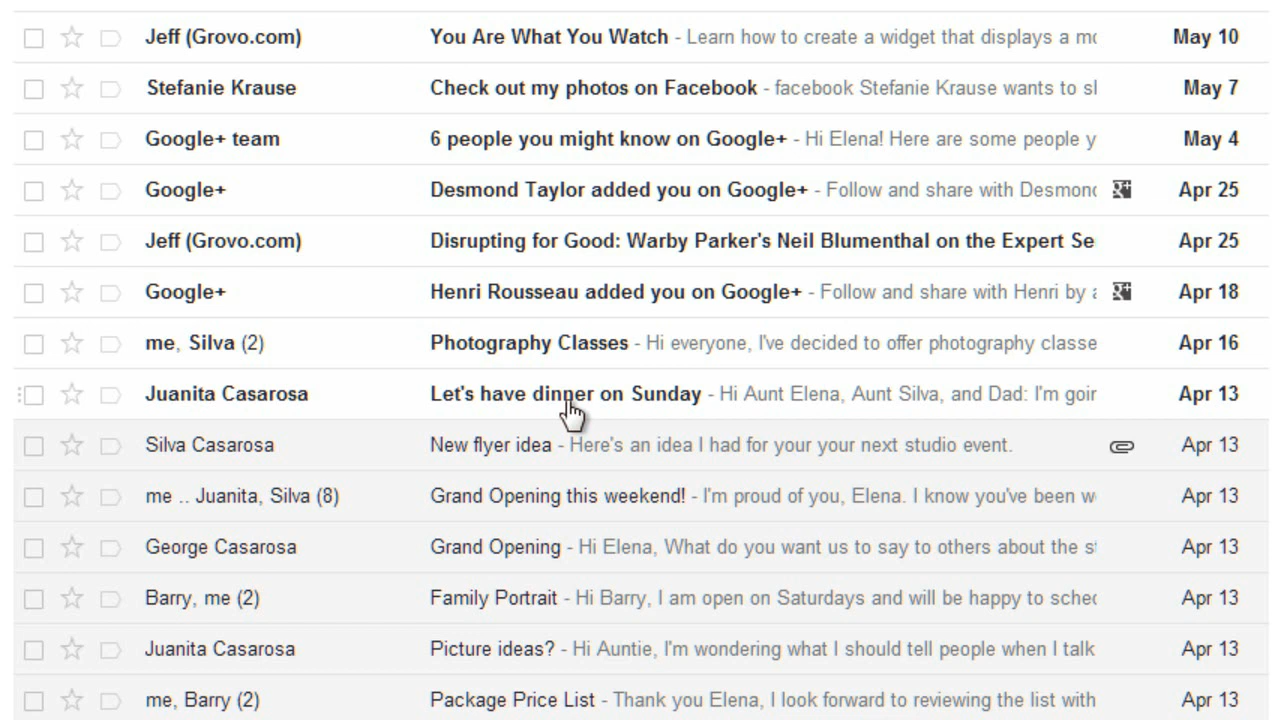 Jeff (Grovo.com) You Are What You Watch - Learn how to create a widget that displays a mo May 10
Stefanie Krause Check out my photos on Facebook - facebook Stefanie Krause wants to sh May 7
Google+ team 6 people you might know on Google+ - Hi Elena! Here are some people y May 4
Google+ Desmond Taylor added you on Google+ - Follow and share with Desmond Apr 25
Jeff (Grovo.com) Disrupting for Good: Warby Parker's Neil Blumenthal on the Expert Se Apr 25
Google+ Henri Rousseau added you on Google+ - Follow and share with Henri by a Apr 18
me, Silva (2) Photography Classes - Hi everyone, I've decided to offer photography classe Apr 16
Juanita Casarosa Let's have dinner on Sunday - Hi Aunt Elena, Aunt Silva, and Dad: I'm goin Apr 13
Silva Casarosa New flyer idea - Here's an idea I had for your your next studio event. Apr 13
me .. Juanita, Silva (8) Grand Opening this weekend! - I'm proud of you, Elena. I know you've been w Apr 13
George Casarosa Grand Opening - Hi Elena, What do you want us to say to others about the s Apr 13
Barry, me (2) Family Portrait - Hi Barry, I am open on Saturdays and will be happy to sched Apr 13
Juanita Casarosa Picture ideas? - Hi Auntie, I'm wondering what I should tell people when I talk Apr 13
me, Barry (2) Package Price List - Thank you Elena, I look forward to reviewing the list with Apr 13